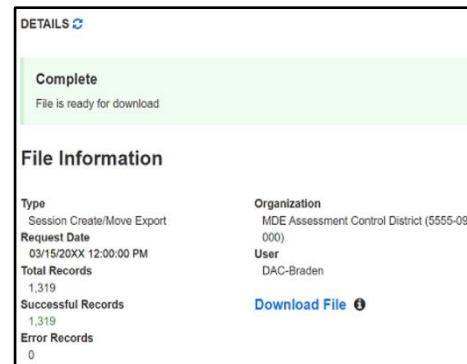 DETAILS
Complete
File is ready for download
File Information
Type
Session Create/Move Export
Request Date
03/15/20XX 12:00:00 PM
Total Records
1,319
Successful Records
1,319
Error Records
0
Organization
MDE Assessment Control District (5555-09
000)
User
DAC-Braden
Download File